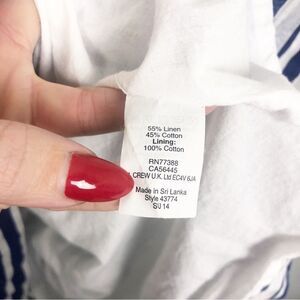 55% Linen
45% Cotton
Lining:
100% Cotton
RN77388
CA56445
CREW U.K. Ltd EC4V 6JA
Made in Sri Lanka
Style 43774
SU 14